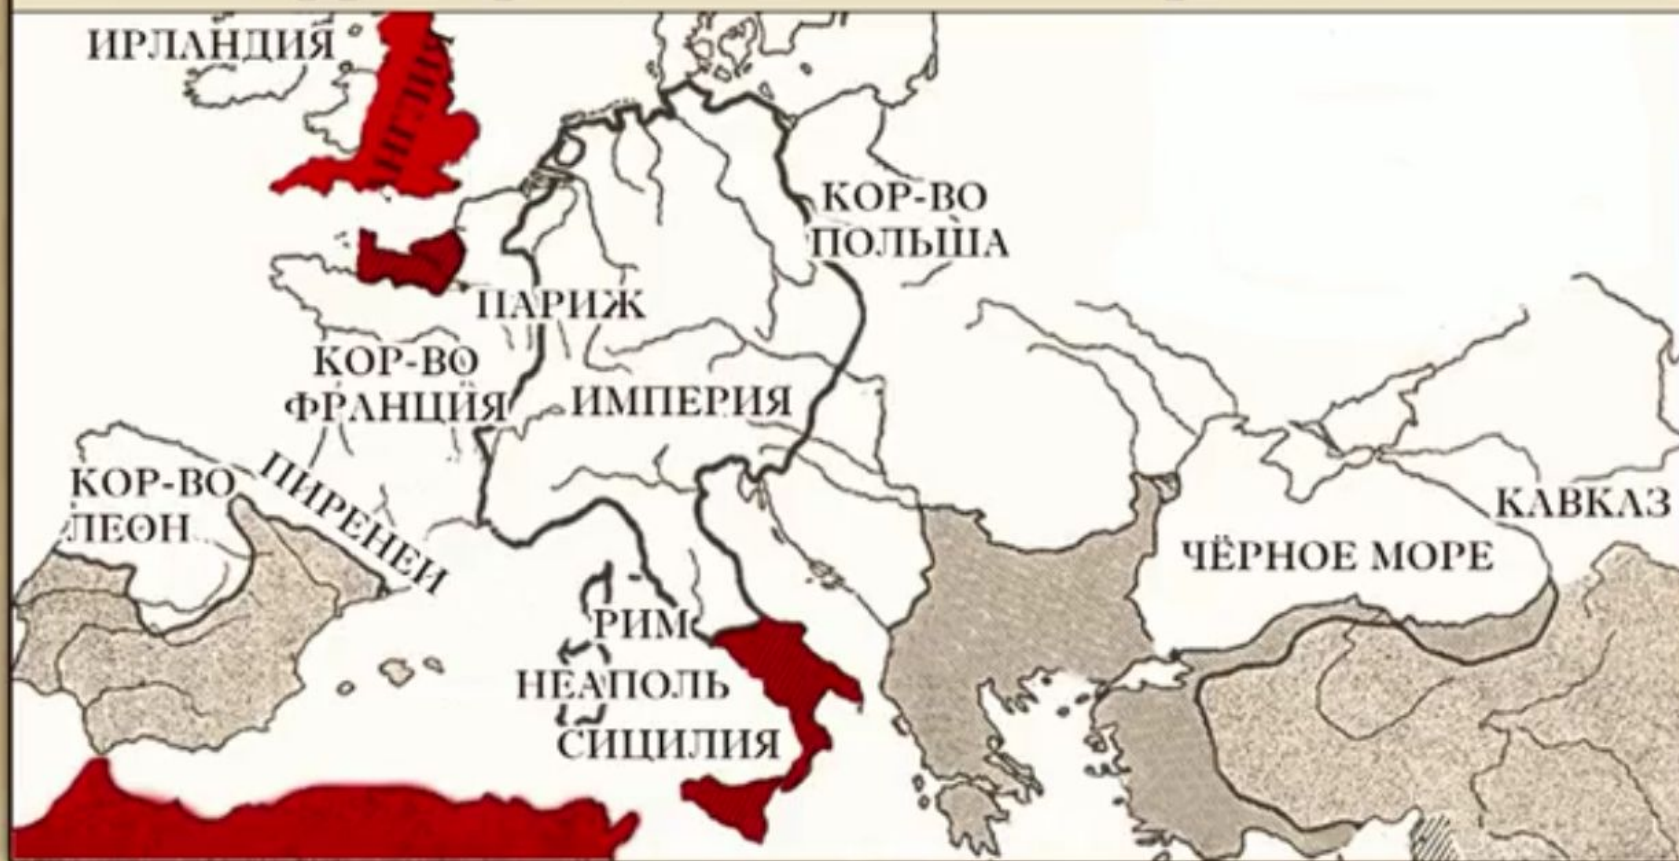 ИРЛАНДИЯ
АНГЛИЯ
КОР-ВО
ПОЛЬША
ПАРИЖ
КОР-ВО
ФРАНЦИЯ
ИМПЕРИЯ
КОР-ВО
ЛЕОН
ПИРЕНЕИ
КАВКАЗ
ЧЁРНОЕ МОРЕ
РИМ
НЕАПОЛЬ
СИЦИЛИЯ